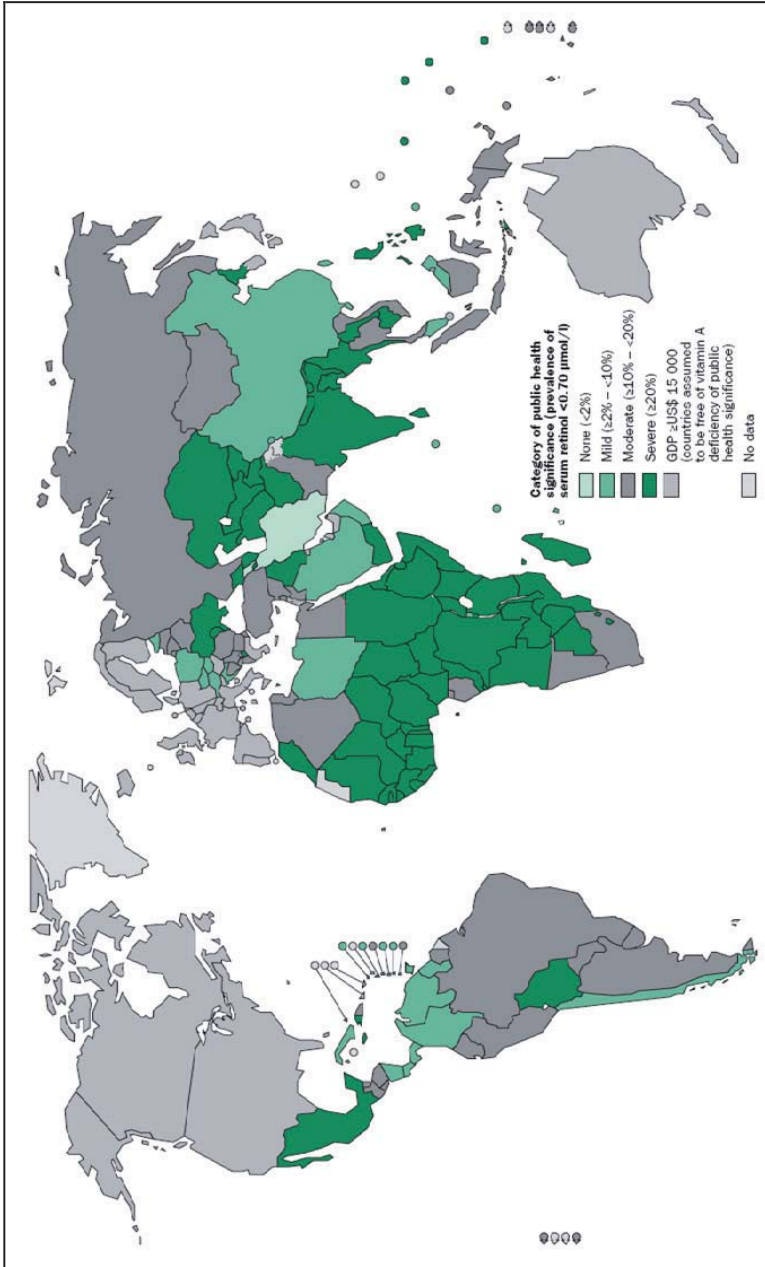 Category of public health
significance (prevalence of
serum retinol <0.70 µmol/l)
None (<2%)
Mild (≥2% – <10%)
Moderate (≥10% – <20%)
Severe (≥20%)
GDP ≥US$ 15 000
(countries assumed
to be free of vitamin A
deficiency of public
health significance)
No data